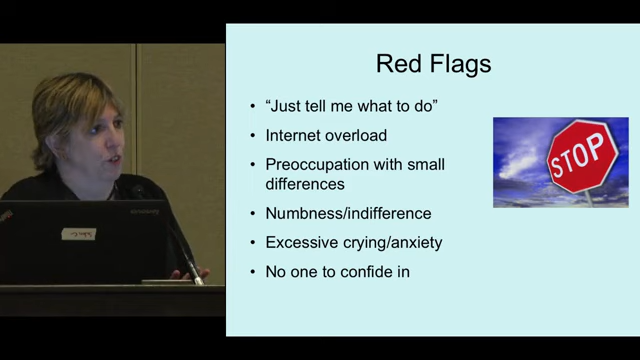 Red Flags
• “Just tell me what to do”
• Internet overload
• Preoccupation with small
differences
• Numbness/indifference
• Excessive crying/anxiety
• No one to confide in
STOP